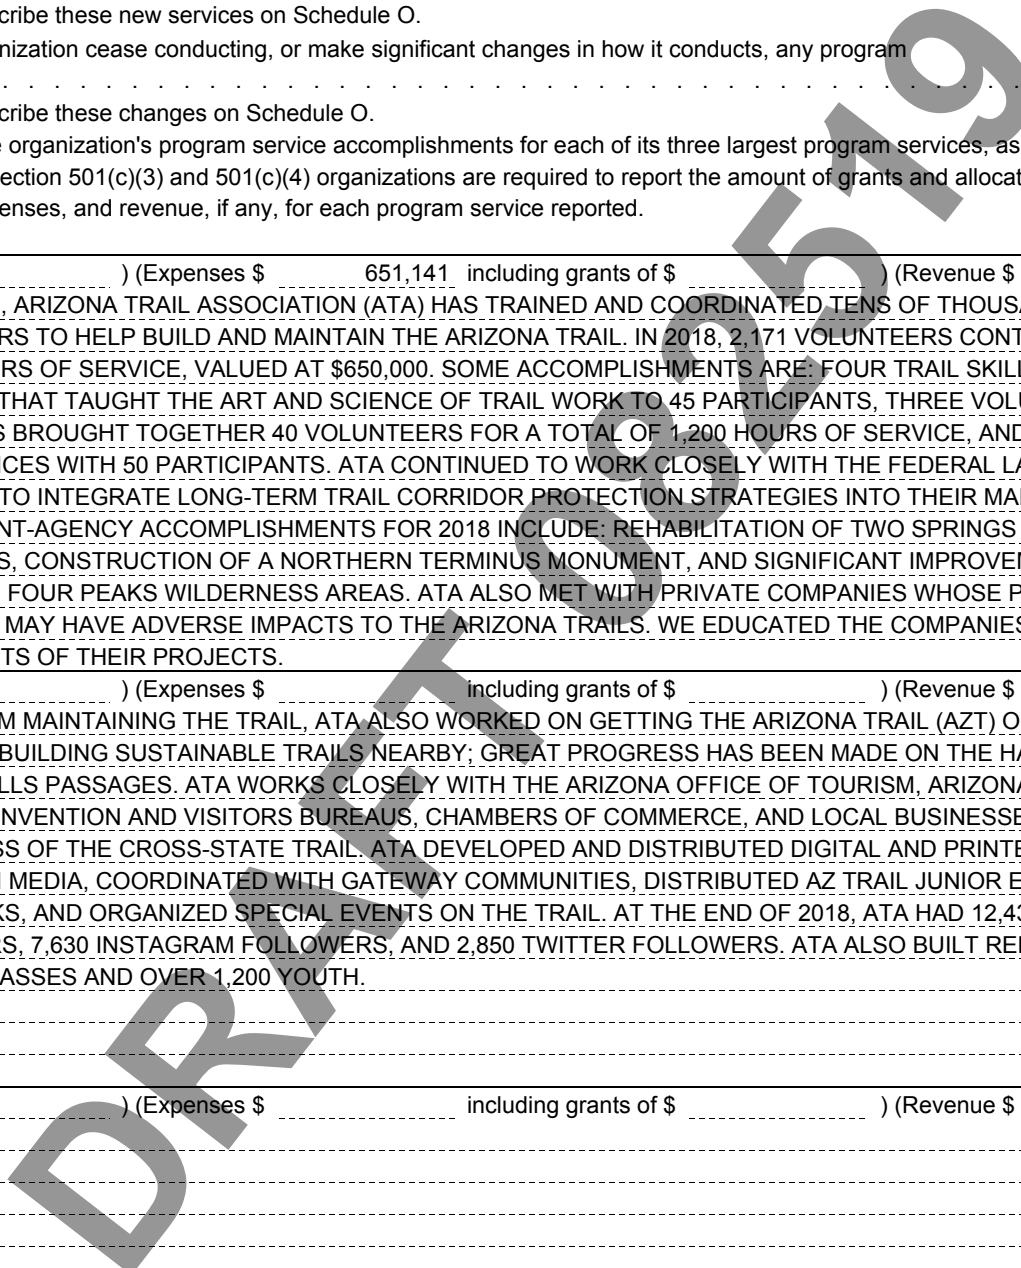 cribe these new services on Schedule O.
nization cease conducting, or make significant changes in how it conducts, any program
. . . . . . . . . . . . . . . . . . . . . . . . . . . . . . . . . . . . . . . .
cribe these changes on Schedule O.
e organization's program service accomplishments for each of its three largest program services, as
ection 501(c)(3) and 501(c)(4) organizations are required to report the amount of grants and allocat
enses, and revenue, if any, for each program service reported.
) (Expenses $ 651,141 including grants of $ ) (Revenue $
, ARIZONA TRAIL ASSOCIATION (ATA) HAS TRAINED AND COORDINATED TENS OF THOUSA
RS TO HELP BUILD AND MAINTAIN THE ARIZONA TRAIL. IN 2018, 2,171 VOLUNTEERS CONT
RS OF SERVICE, VALUED AT $650,000. SOME ACCOMPLISHMENTS ARE: FOUR TRAIL SKILL
THAT TAUGHT THE ART AND SCIENCE OF TRAIL WORK TO 45 PARTICIPANTS, THREE VOLU
S BROUGHT TOGETHER 40 VOLUNTEERS FOR A TOTAL OF 1,200 HOURS OF SERVICE, AND
ICES WITH 50 PARTICIPANTS. ATA CONTINUED TO WORK CLOSELY WITH THE FEDERAL LA
TO INTEGRATE LONG-TERM TRAIL CORRIDOR PROTECTION STRATEGIES INTO THEIR MA
NT-AGENCY ACCOMPLISHMENTS FOR 2018 INCLUDE: REHABILITATION OF TWO SPRINGS
S, CONSTRUCTION OF A NORTHERN TERMINUS MONUMENT, AND SIGNIFICANT IMPROVEM
FOUR PEAKS WILDERNESS AREAS. ATA ALSO MET WITH PRIVATE COMPANIES WHOSE P
MAY HAVE ADVERSE IMPACTS TO THE ARIZONA TRAILS. WE EDUCATED THE COMPANIES
TS OF THEIR PROJECTS.
) (Expenses $ including grants of $ ) (Revenue $
M MAINTAINING THE TRAIL, ATA ALSO WORKED ON GETTING THE ARIZONA TRAIL (AZT) O
BUILDING SUSTAINABLE TRAILS NEARBY; GREAT PROGRESS HAS BEEN MADE ON THE HA
LLS PASSAGES. ATA WORKS CLOSELY WITH THE ARIZONA OFFICE OF TOURISM, ARIZONA
NVENTION AND VISITORS BUREAUS, CHAMBERS OF COMMERCE, AND LOCAL BUSINESSE
SS OF THE CROSS-STATE TRAIL. ATA DEVELOPED AND DISTRIBUTED DIGITAL AND PRINTE
MEDIA, COORDINATED WITH GATEWAY COMMUNITIES, DISTRIBUTED AZ TRAIL JUNIOR E
KS, AND ORGANIZED SPECIAL EVENTS ON THE TRAIL. AT THE END OF 2018, ATA HAD 12,43
RS, 7,630 INSTAGRAM FOLLOWERS, AND 2,850 TWITTER FOLLOWERS. ATA ALSO BUILT REL
ASSES AND OVER 1,200 YOUTH.
) (Expenses $ including grants of $ ) (Revenue $
DRAFT 082519